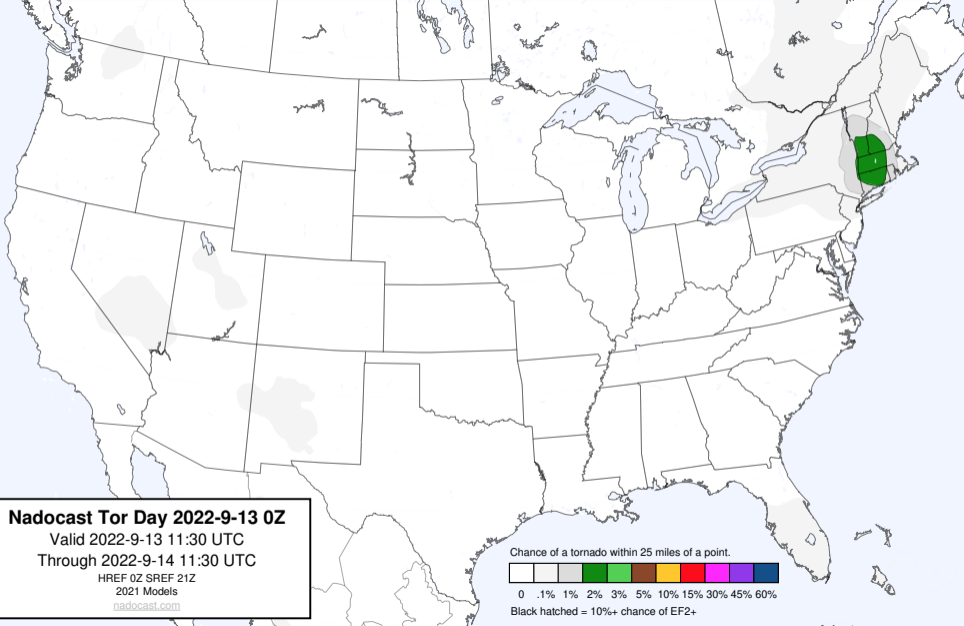 Nadocast Tor Day 2022-9-13 0Z
Valid 2022-9-13 11:30 UTC
Through 2022-9-14 11:30 UTC
HREF 0Z SREF 21Z
2021 Models
nadocast.com
Chance of a tornado within 25 miles of a point.
0 .1% 1% 2% 3% 5% 10% 15% 30% 45% 60%
Black hatched = 10%+ chance of EF2+